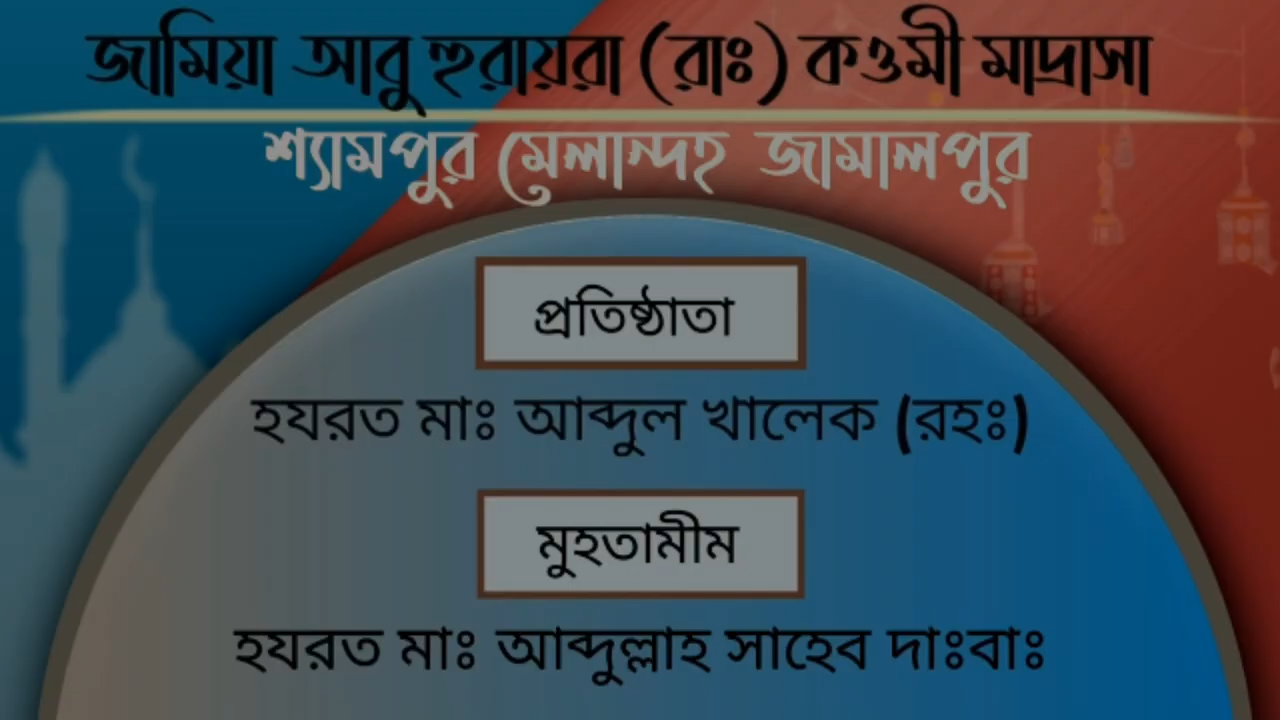 জামিয়া আবু হুরায়রা (রাঃ) কওমী মাদ্রাসা
শ্যামপুর মেলান্দহ জামালপুর
প্রতিষ্ঠাতা
হযরত মাঃ আব্দুল খালেক (রহঃ)
মুহতামীম
হযরত মাঃ আব্দুল্লাহ সাহেব দাঃবাঃ